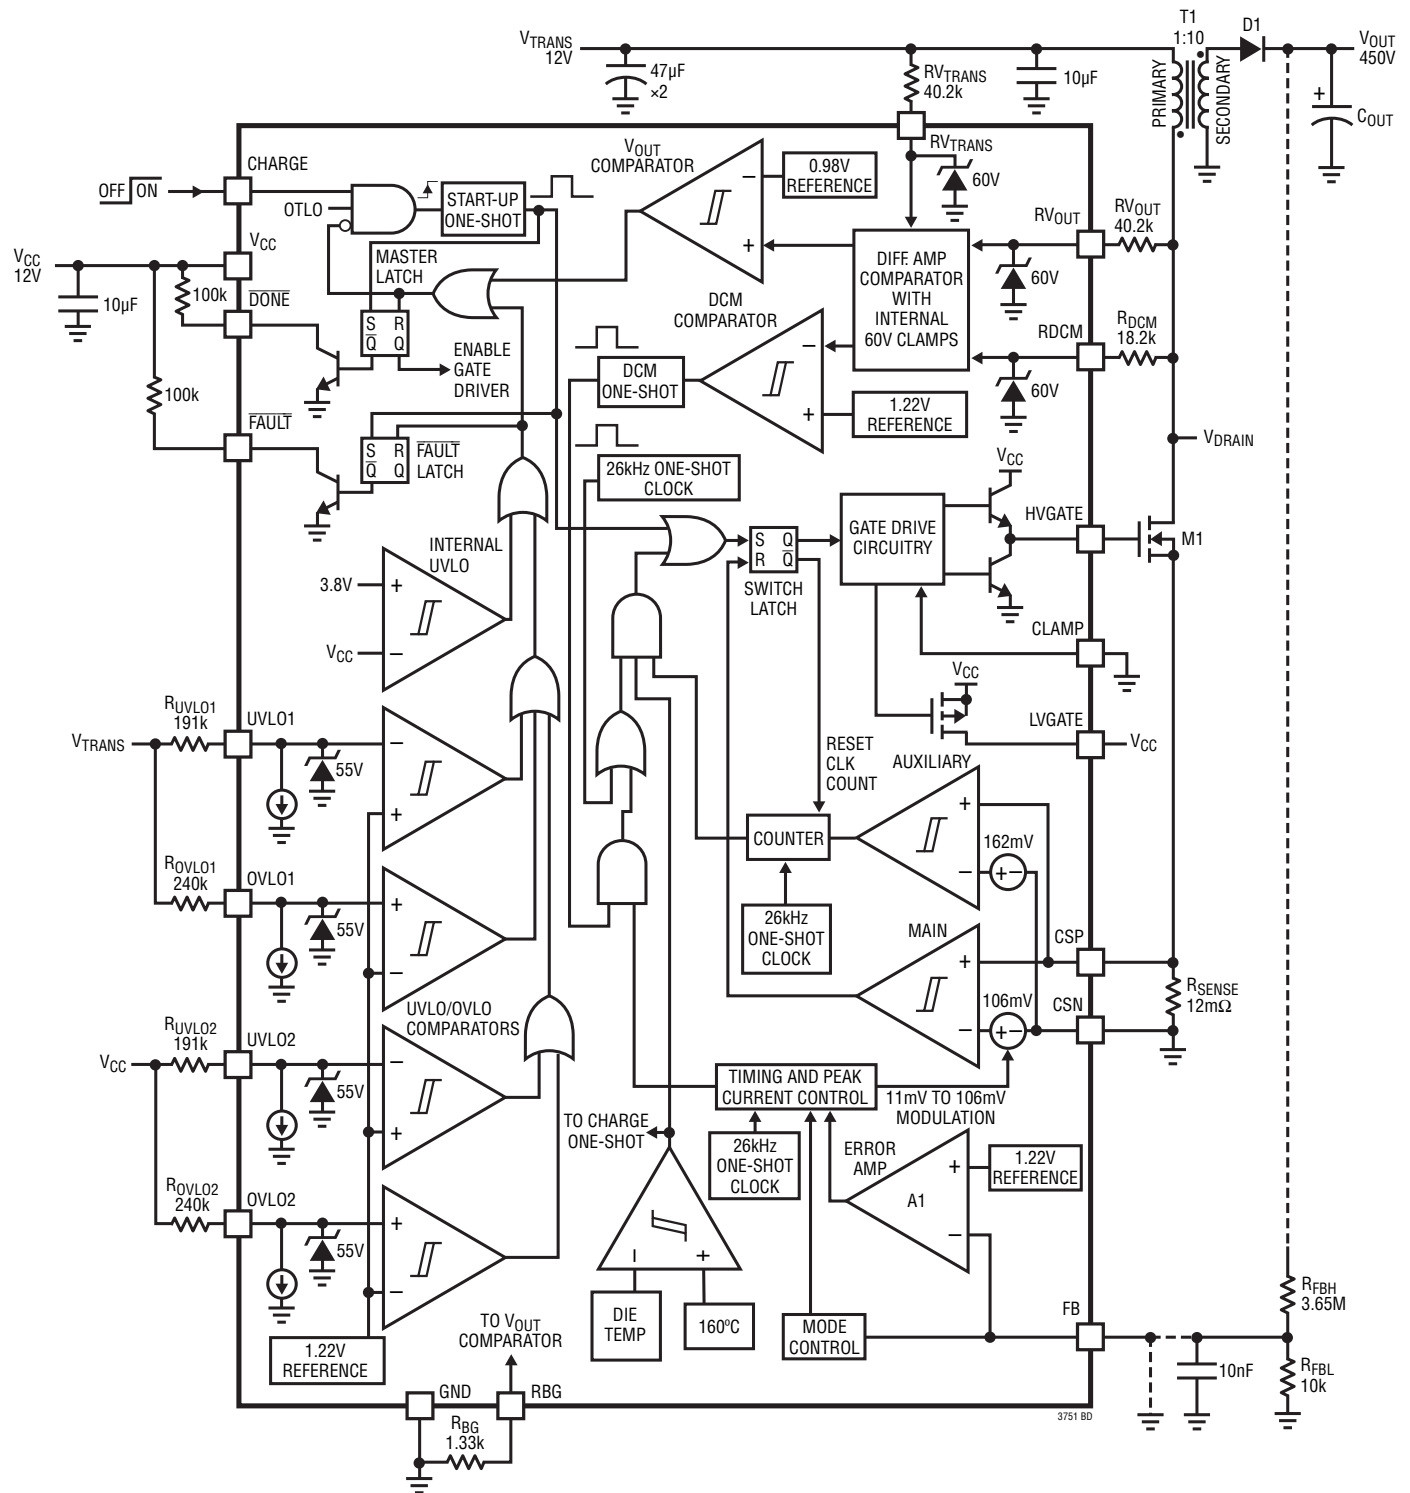 T1
1:10
D1
VTRANS
12V
47µF
×2
RVTRANS
40.2k
10µF
PRIMARY
SECONDARY
VOUT
450V
+
COUT
CHARGE
OFF
ON
OTLO
START-UP
ONE-SHOT
VOUT
COMPARATOR
–
+
0.98V
REFERENCE
RVTRANS
60V
RVOUT
RVOUT
40.2k
VCC
12V
10µF
VCC
100k
DONE
MASTER
LATCH
S R
Q Q
ENABLE
GATE
DRIVER
DIFF. AMP
COMPARATOR
WITH
INTERNAL
60V CLAMPS
60V
DCM
COMPARATOR
–
+
DCM
ONE-SHOT
1.22V
REFERENCE
RDCM
RDCM
18.2k
60V
100k
FAULT
S R
Q Q
FAULT
LATCH
26kHz ONE-SHOT
CLOCK
VDRAIN
VCC
INTERNAL
UVLO
3.8V
+
VCC
–
S Q
R Q
SWITCH
LATCH
GATE DRIVE
CIRCUITRY
HVGATE
M1
CLAMP
VCC
LVGATE
VCC
RUVLO1
191k
VTRANS
UVLO1
55V
–
+
RESET
CLK
COUNT
AUXILIARY
+
–
COUNTER
162mV
+–
ROVLO1
240k
OVLO1
55V
+
–
26kHz
ONE-SHOT
CLOCK
MAIN
+
–
106mV
+–
CSP
CSN
RSENSE
12mΩ
UVLO/OVLO
COMPARATORS
RUVLO2
191k
VCC
UVLO2
55V
–
+
TIMING AND PEAK
CURRENT CONTROL
11mV TO 106mV
MODULATION
TO CHARGE
ONE-SHOT
26kHz
ONE-SHOT
CLOCK
ERROR
AMP
A1
+
–
1.22V
REFERENCE
ROVLO2
240k
OVLO2
55V
+
–
– +
DIE
TEMP
160ºC
MODE
CONTROL
FB
RFBH
3.65M
10nF
RFBL
10k
1.22V
REFERENCE
TO VOUT
COMPARATOR
GND
RBG
RBG
1.33k
3751 BD